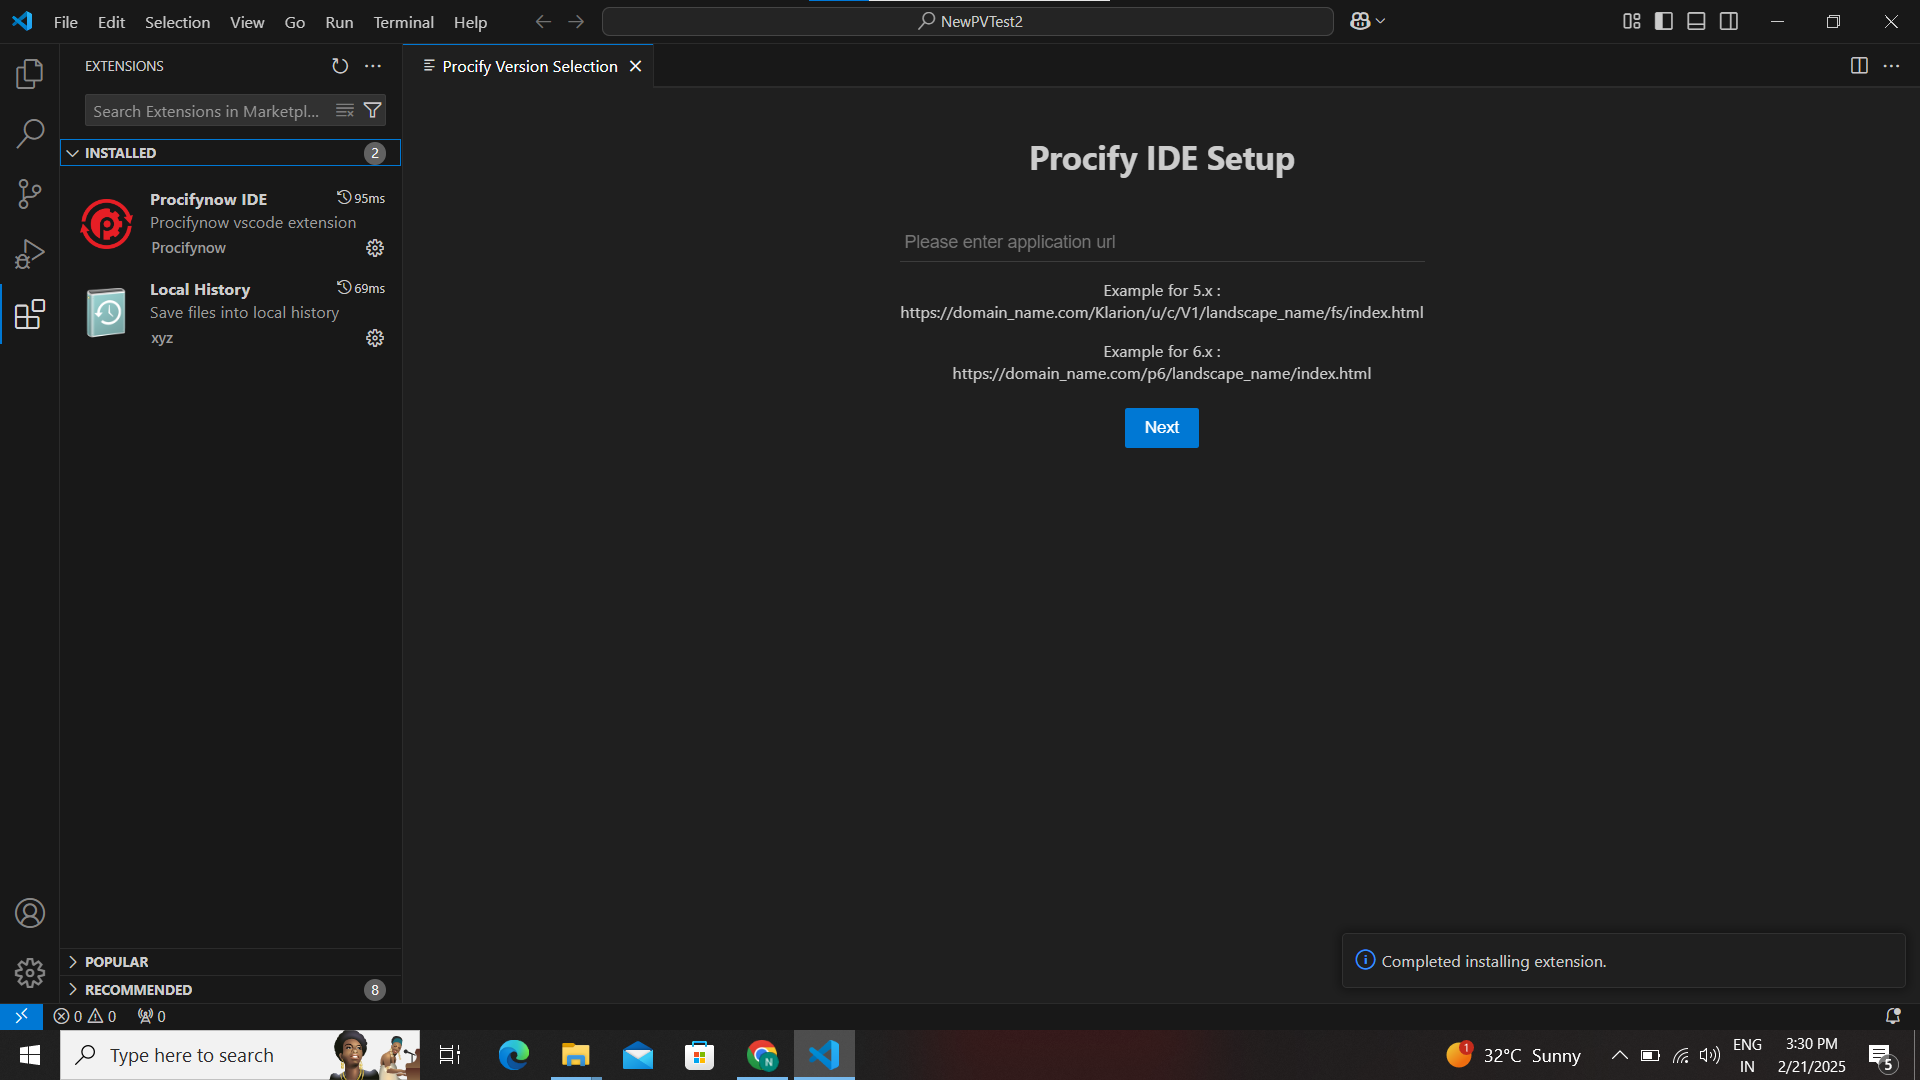 File Edit Selection View Go Run Terminal Help
NewPVTest2
EXTENSIONS
Procify Version Selection
Search Extensions in Marketpl...
INSTALLED 2
Procifynow IDE 95ms
Procifynow vscode extension
Procifynow
Local History 69ms
Save files into local history
xyz
Procify IDE Setup
Please enter application url
Example for 5.x :
https://domain_name.com/Klarion/u/c/V1/landscape_name/fs/index.html
Example for 6.x :
https://domain_name.com/p6/landscape_name/index.html
Next
POPULAR
RECOMMENDED 8
Completed installing extension.
0 0 0
Type here to search
N
1
32°C Sunny
ENG
IN
3:30 PM
2/21/2025
5